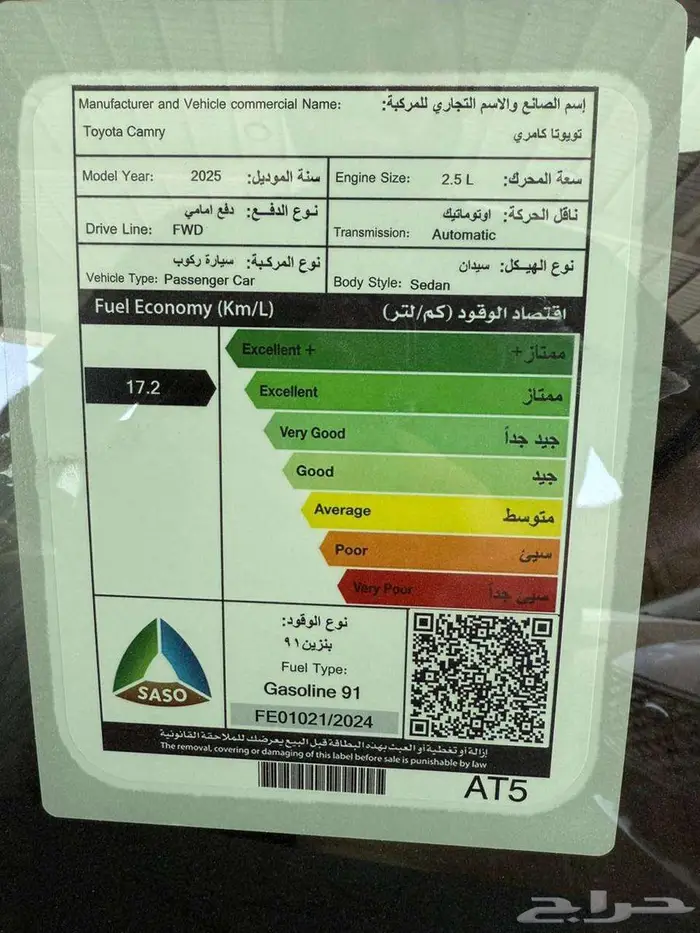 Manufacturer and Vehicle commercial Name: إسم الصانع والاسم التجاري للمركبة:
Toyota Camry تويوتا كامري
Model Year: 2025 سنة الموديل:
Engine Size: 2.5 L سعة المحرك:
نوع الدفع: دفع امامي
Drive Line: FWD
ناقل الحركة: اوتوماتيك
Transmission: Automatic
نوع المركبة: سيارة ركوب
Vehicle Type: Passenger Car
نوع الهيكل: سيدان
Body Style: Sedan
Fuel Economy (Km/L) اقتصاد الوقود (كم/لتر)
17.2
Excellent + ممتاز+
Excellent ممتاز
Very Good جيد جداً
Good جيد
Average متوسط
Poor سيئ
Very Poor سيئ جداً
SASO
نوع الوقود:
بنزين ٩١
Fuel Type:
Gasoline 91
FE01021/2024
إزالة أو تغطية أو العبث بهذه البطاقة قبل البيع يعرضك للملاحقة القانونية
The removal, covering or damaging of this label before sale is punishable by law
AT5
حراج